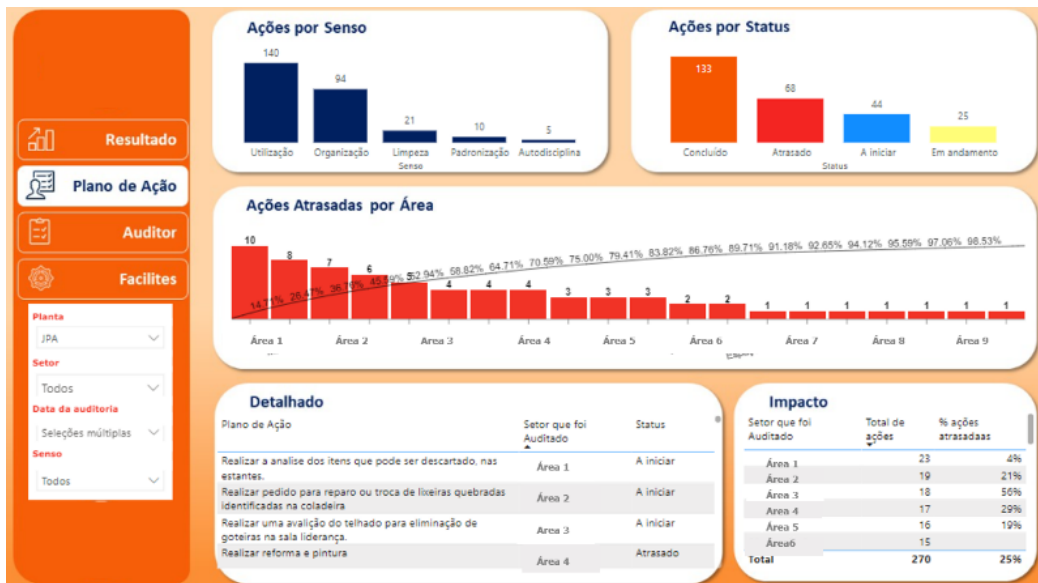 Resultado
Plano de Ação
Auditor
Facilites
Planta
JPA
Setor
Todos
Data da auditoria
Seleções múltiplas
Senso
Todos
Ações por Senso
140
94
21
10
5
Utilização Organização Limpeza Padronização Autodisciplina
Senso
Ações por Status
133
68
44
25
Concluído Atrasado A iniciar Em andamento
Status
Ações Atrasadas por Área
10 8 7 6 5 4 4 4 3 3 3 2 2 1 1 1 1 1 1 1
14.71% 26.47% 36.76% 45.59% 52.94% 58.82% 64.71% 70.59% 75.00% 79.41% 83.82% 86.76% 89.71% 91.18% 92.65% 94.12% 95.59% 97.06% 98.53%
Área 1 Área 2 Área 3 Área 4 Área 5 Área 6 Área 7 Área 8 Área 9
Detalhado
Plano de Ação Setor que foi Auditado Status
Realizar a analise dos itens que pode ser descartado, nas Área 1 A iniciar
estantes.
Realizar pedido para reparo ou troca de lixeiras quebradas Área 2 A iniciar
identificadas na coladeira
Realizar uma avalição do telhado para eliminação de Area 3 A iniciar
goteiras na sala liderança.
Realizar reforma e pintura Área 4 Atrasado
Impacto
Setor que foi Total de % ações
Auditado ações atrasadaas
Área 1 23 4%
Área 2 19 21%
Área 3 18 56%
Area 4 17 29%
Área 5 16 19%
Área6 15
Total 270 25%